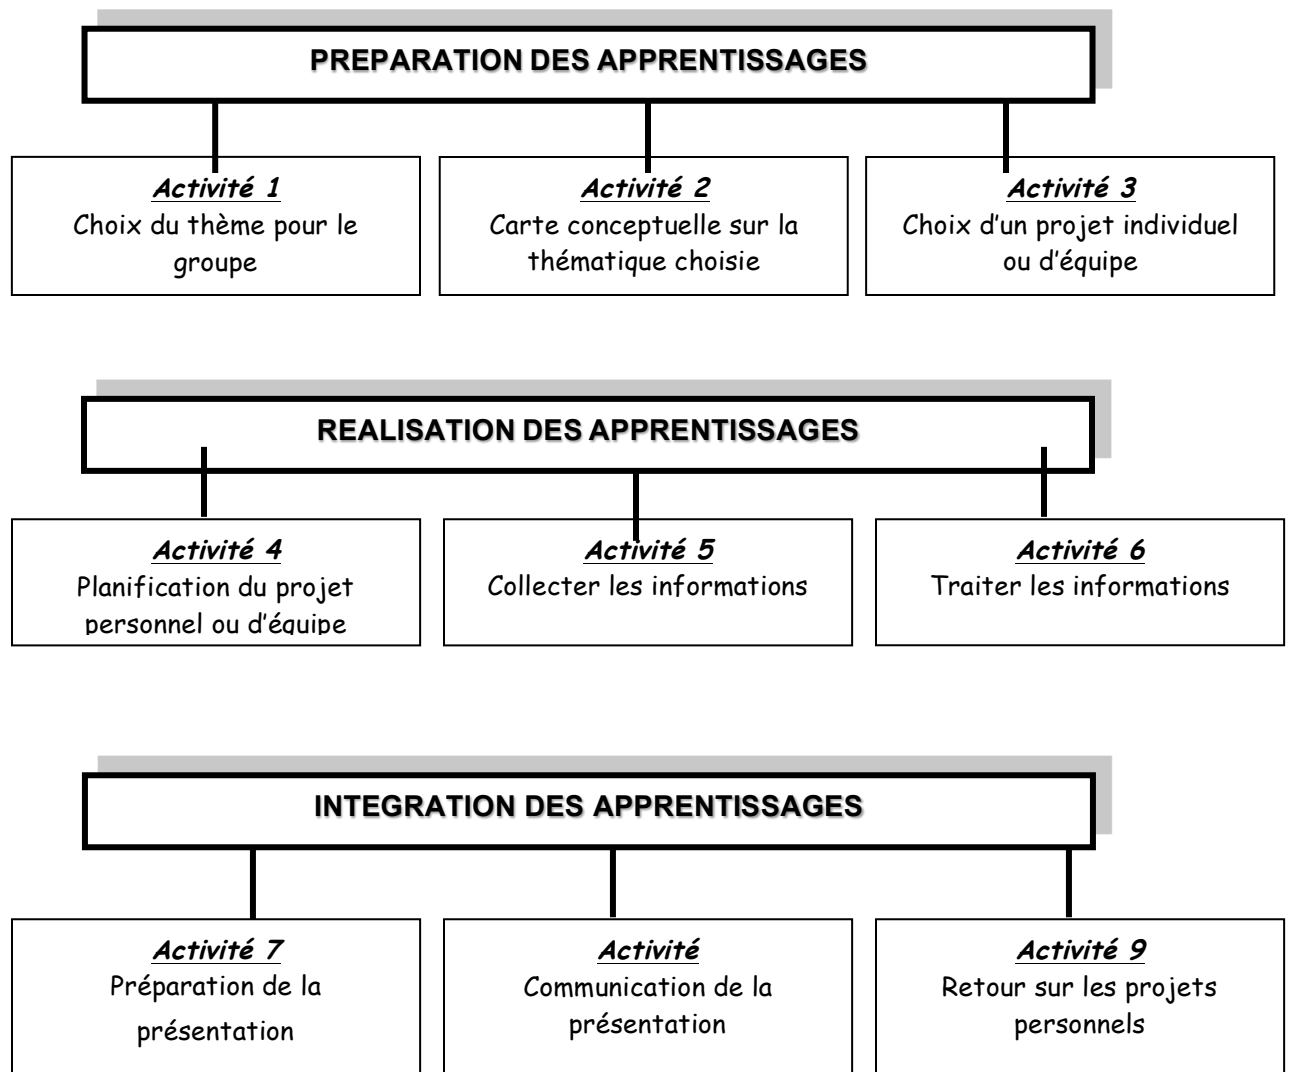 PREPARATION DES APPRENTISSAGES
Activité 1
Choix du thème pour le
groupe
Activité 2
Carte conceptuelle sur la
thématique choisie
Activité 3
Choix d’un projet individuel
ou d’équipe
REALISATION DES APPRENTISSAGES
Activité 4
Planification du projet
personnel ou d’équipe
Activité 5
Collecter les informations
Activité 6
Traiter les informations
INTEGRATION DES APPRENTISSAGES
Activité 7
Préparation de la
présentation
Activité
Communication de la
présentation
Activité 9
Retour sur les projets
personnels